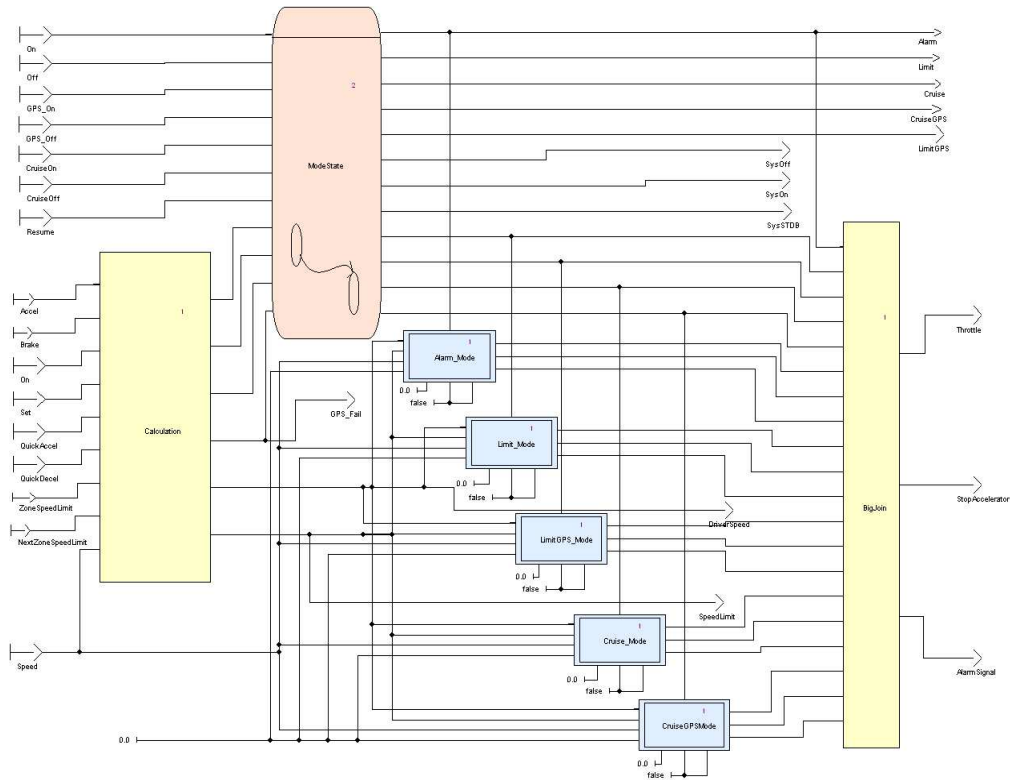 On
Off
GPS_On
GPS_Off
CruiseOn
CruiseOff
Resume
2
ModeState
Alarm
Limit
Cruise
CruiseGPS
LimitGPS
SysOff
SysOn
SysSTDB
Accel
Brake
On
Set
QuickAccel
QuickDecel
ZoneSpeedLimit
NextZoneSpeedLimit
Speed
1
Calculation
GPS_Fail
1
Alarm_Mode
0.0
false
1
Limit_Mode
0.0
false
DriverSpeed
1
LimitGPS_Mode
0.0
false
SpeedLimit
1
Cruise_Mode
0.0
false
1
CruiseGPSMode
0.0
false
0.0
1
BigJoin
Throttle
StopAccelerator
AlarmSignal